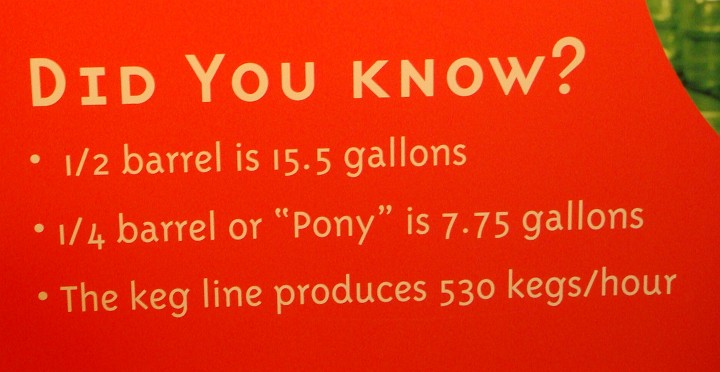 DID YOU KNOW?
• 1/2 barrel is 15.5 gallons
• 1/4 barrel or “Pony” is 7.75 gallons
• The keg line produces 530 kegs/hour